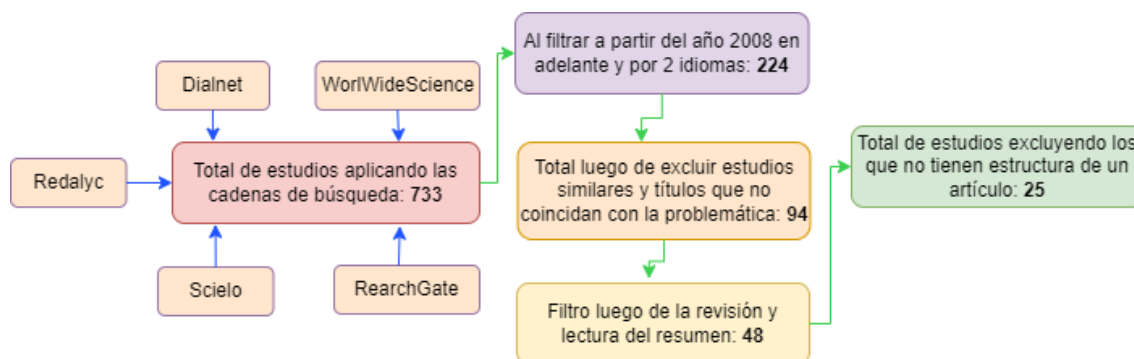 Dialnet
WorlWideScience
Redalyc
Total de estudios aplicando las
cadenas de búsqueda: 733
Scielo
RearchGate
Al filtrar a partir del año 2008 en
adelante y por 2 idiomas: 224
Total luego de excluir estudios
similares y títulos que no
coincidan con la problemática: 94
Filtro luego de la revisión y
lectura del resumen: 48
Total de estudios excluyendo los
que no tienen estructura de un
artículo: 25